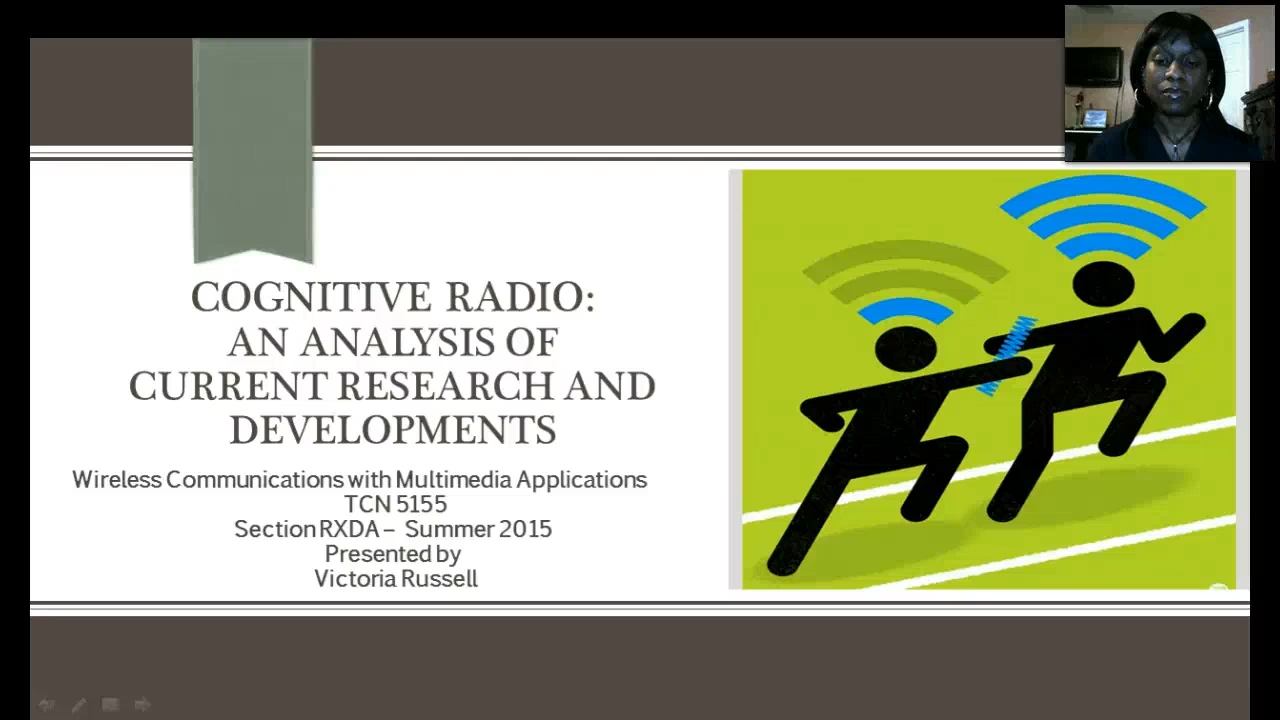 COGNITIVE RADIO:
AN ANALYSIS OF
CURRENT RESEARCH AND
DEVELOPMENTS
Wireless Communications with Multimedia Applications
TCN 5155
Section RXDA – Summer 2015
Presented by
Victoria Russell